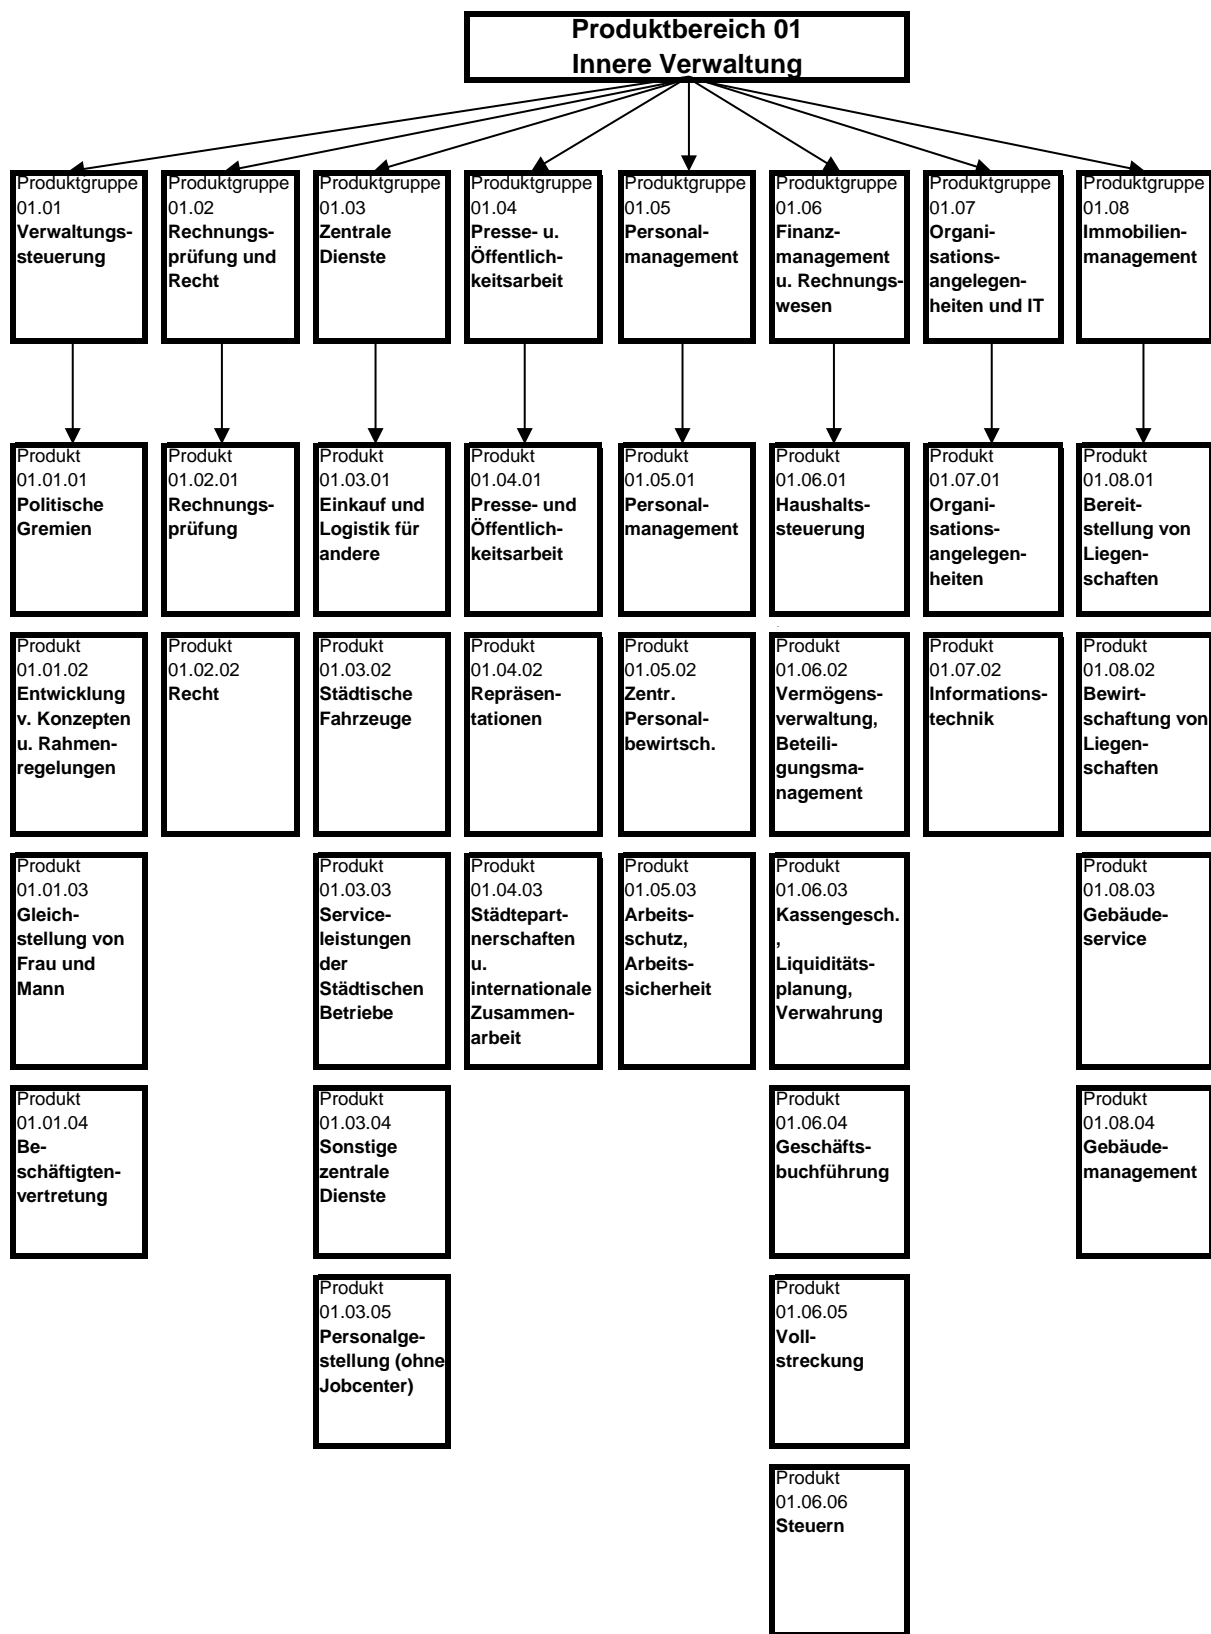 Produktbereich 01
Innere Verwaltung
Produktgruppe
01.01
Verwaltungs-
steuerung
Produktgruppe
01.02
Rechnungs-
prüfung und
Recht
Produktgruppe
01.03
Zentrale
Dienste
Produktgruppe
01.04
Presse- u.
Öffentlich-
keitsarbeit
Produktgruppe
01.05
Personal-
management
Produktgruppe
01.06
Finanz-
management
u. Rechnungs-
wesen
Produktgruppe
01.07
Organi-
sations-
angelegen-
heiten und IT
Produktgruppe
01.08
Immobilien-
management
Produkt
01.01.01
Politische
Gremien
Produkt
01.02.01
Rechnungs-
prüfung
Produkt
01.03.01
Einkauf und
Logistik für
andere
Produkt
01.04.01
Presse- und
Öffentlich-
keitsarbeit
Produkt
01.05.01
Personal-
management
Produkt
01.06.01
Haushalts-
steuerung
Produkt
01.07.01
Organi-
sations-
angelegen-
heiten
Produkt
01.08.01
Bereit-
stellung von
Liegen-
schaften
Produkt
01.01.02
Entwicklung
v. Konzepten
u. Rahmen-
regelungen
Produkt
01.02.02
Recht
Produkt
01.03.02
Städtische
Fahrzeuge
Produkt
01.04.02
Repräsen-
tationen
Produkt
01.05.02
Zentr.
Personal-
bewirtsch.
Produkt
01.06.02
Vermögens-
verwaltung,
Beteili-
gungsma-
nagement
Produkt
01.07.02
Informations-
technik
Produkt
01.08.02
Bewirt-
schaftung von
Liegen-
schaften
Produkt
01.01.03
Gleich-
stellung von
Frau und
Mann
Produkt
01.03.03
Service-
leistungen
der
Städtischen
Betriebe
Produkt
01.04.03
Städtepart-
nerschaften
u.
internationale
Zusammen-
arbeit
Produkt
01.05.03
Arbeits-
schutz,
Arbeits-
sicherheit
Produkt
01.06.03
Kassengesch.
,
Liquiditäts-
planung,
Verwahrung
Produkt
01.08.03
Gebäude-
service
Produkt
01.01.04
Be-
schäftigten-
vertretung
Produkt
01.03.04
Sonstige
zentrale
Dienste
Produkt
01.06.04
Geschäfts-
buchführung
Produkt
01.08.04
Gebäude-
management
Produkt
01.03.05
Personalge-
stellung (ohne
Jobcenter)
Produkt
01.06.05
Voll-
streckung
Produkt
01.06.06
Steuern